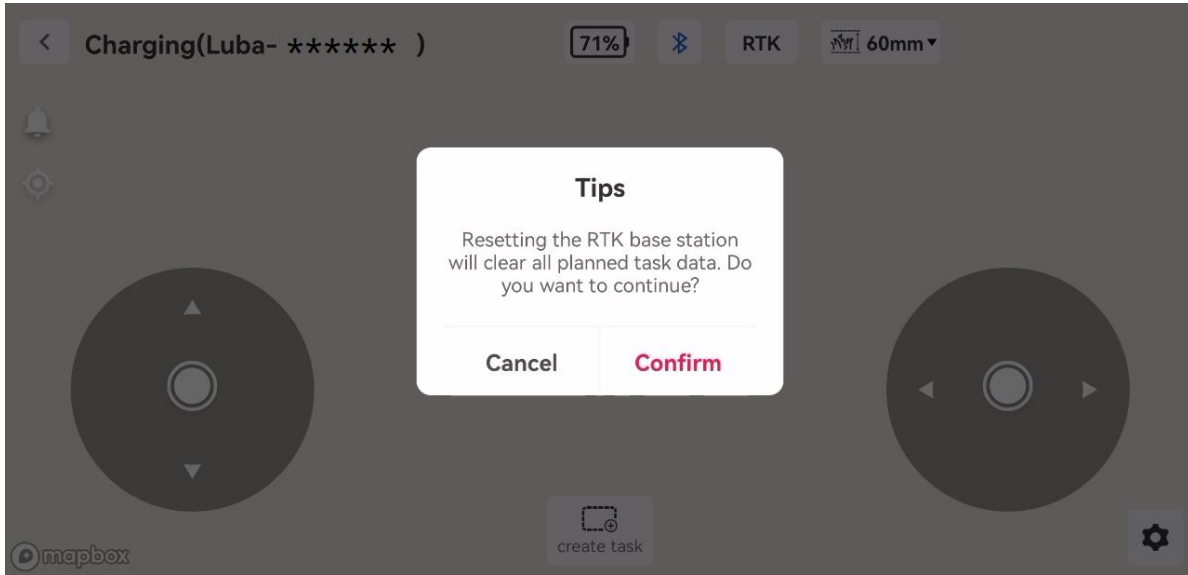 Charging(Luba- ****** )
71%
RTK
60mm
Tips
Resetting the RTK base station
will clear all planned task data. Do
you want to continue?
Cancel
Confirm
create task
mapbox